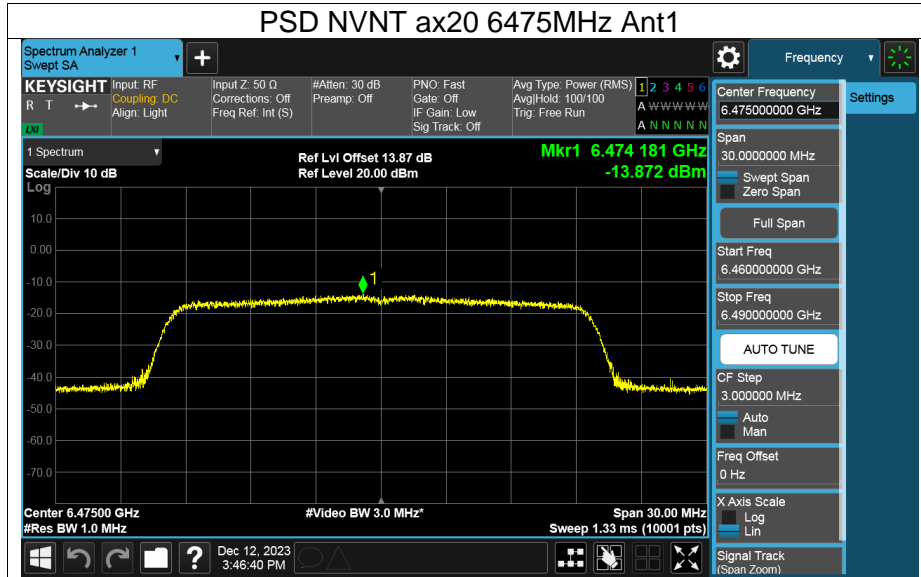 PSD NVNT ax20 6475MHz Ant1
Spectrum Analyzer 1
Swept SA
+
Frequency
KEYSIGHT
R T
LXI
Input: RF
Coupling: DC
Align: Light
Input Z: 50 Ω
Corrections: Off
Freq Ref: Int (S)
#Atten: 30 dB
Preamp: Off
PNO: Fast
Gate: Off
IF Gain: Low
Sig Track: Off
Avg Type: Power (RMS)
Avg|Hold: 100/100
Trig: Free Run
1 2 3 4 5 6
A W W W W W
A N N N N N
Center Frequency
6.475000000 GHz
Settings
1 Spectrum
Scale/Div 10 dB
Ref Lvl Offset 13.87 dB
Ref Level 20.00 dBm
Mkr1 6.474 181 GHz
-13.872 dBm
Log
10.0
0.00
-10.0
-20.0
-30.0
-40.0
-50.0
-60.0
-70.0
1
Center 6.47500 GHz
#Res BW 1.0 MHz
#Video BW 3.0 MHz*
Span 30.00 MHz
Sweep 1.33 ms (10001 pts)
Span
30.0000000 MHz
Swept Span
Zero Span
Full Span
Start Freq
6.460000000 GHz
Stop Freq
6.490000000 GHz
AUTO TUNE
CF Step
3.000000 MHz
Auto
Man
Freq Offset
0 Hz
X Axis Scale
Log
Lin
Signal Track
(Span Zoom)
?
Dec 12, 2023
3:46:40 PM